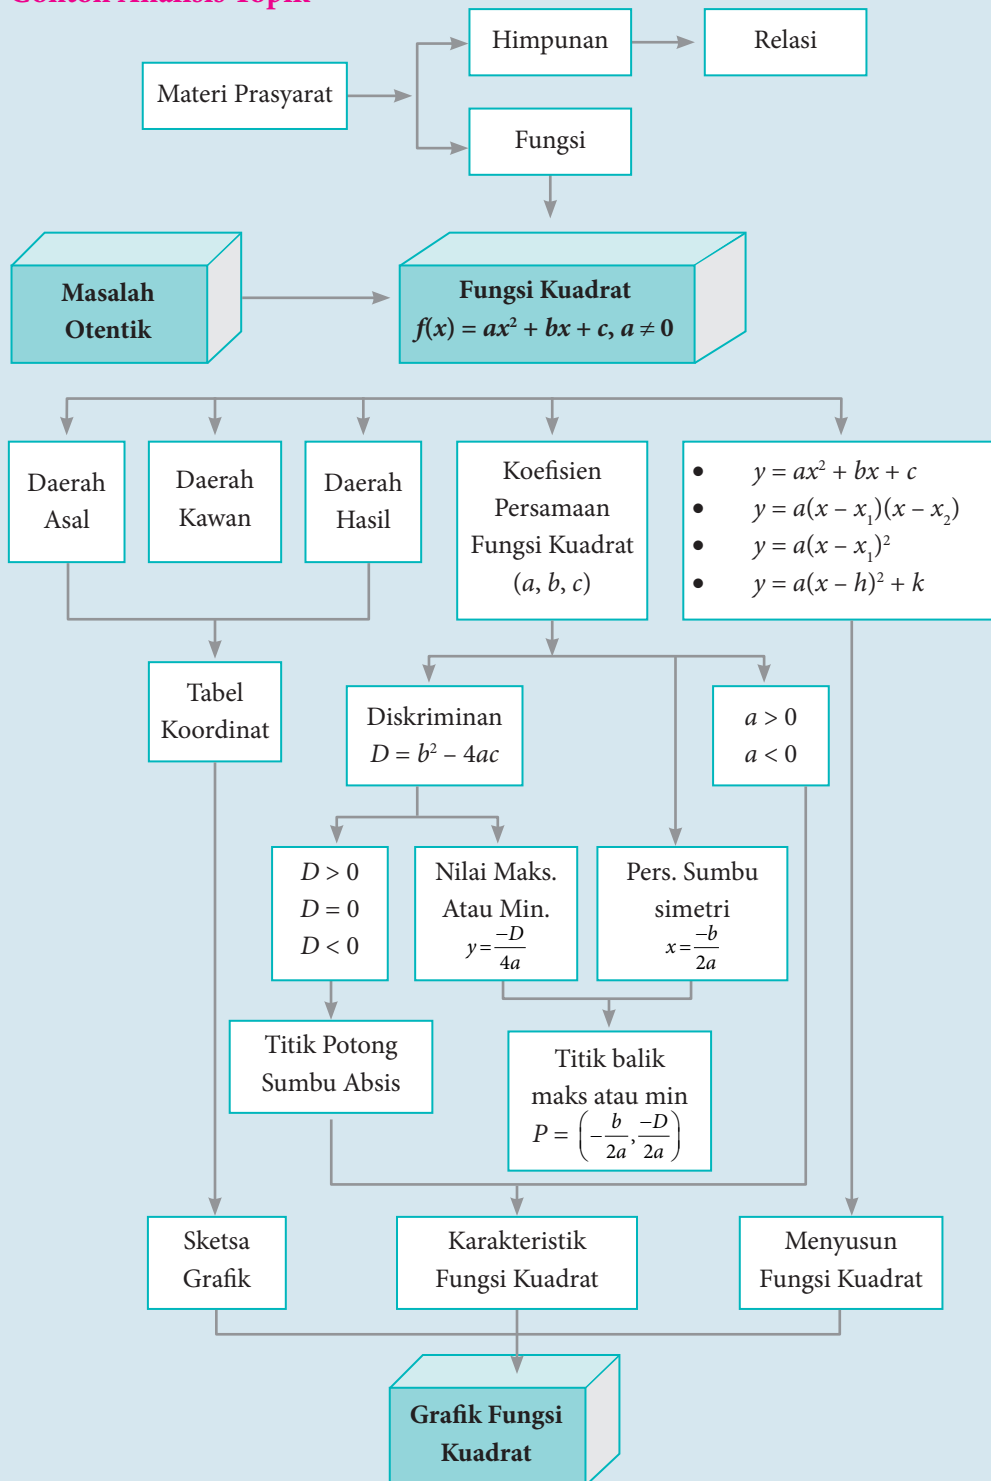 Contoh Analisis Topik
Himpunan
Relasi
Materi Prasyarat
Fungsi
Masalah
Otentik
Fungsi Kuadrat
f(x) = ax² + bx + c, a ≠ 0
Daerah
Asal
Daerah
Kawan
Daerah
Hasil
Koefisien
Persamaan
Fungsi Kuadrat
(a, b, c)
• y = ax² + bx + c
• y = a(x – x₁)(x – x₂)
• y = a(x – x₁)²
• y = a(x – h)² + k
Tabel
Koordinat
Diskriminan
D = b² – 4ac
a > 0
a < 0
D > 0
D = 0
D < 0
Nilai Maks.
Atau Min.
y = -D/4a
Pers. Sumbu
simetri
x = -b/2a
Titik Potong
Sumbu Absis
Titik balik
maks atau min
P = (-b/2a, -D/2a)
Sketsa
Grafik
Karakteristik
Fungsi Kuadrat
Menyusun
Fungsi Kuadrat
Grafik Fungsi
Kuadrat